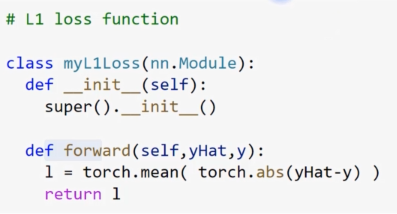 # L1 loss function
class myL1Loss(nn.Module):
  def __init__(self):
    super().__init__()
  def forward(self,yHat,y):
    l = torch.mean( torch.abs(yHat-y) )
    return l